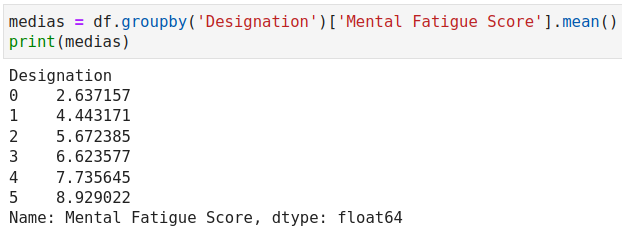 medias = df.groupby('Designation')['Mental Fatigue Score'].mean()
print(medias)
Designation
0    2.637157
1    4.443171
2    5.672385
3    6.623577
4    7.735645
5    8.929022
Name: Mental Fatigue Score, dtype: float64